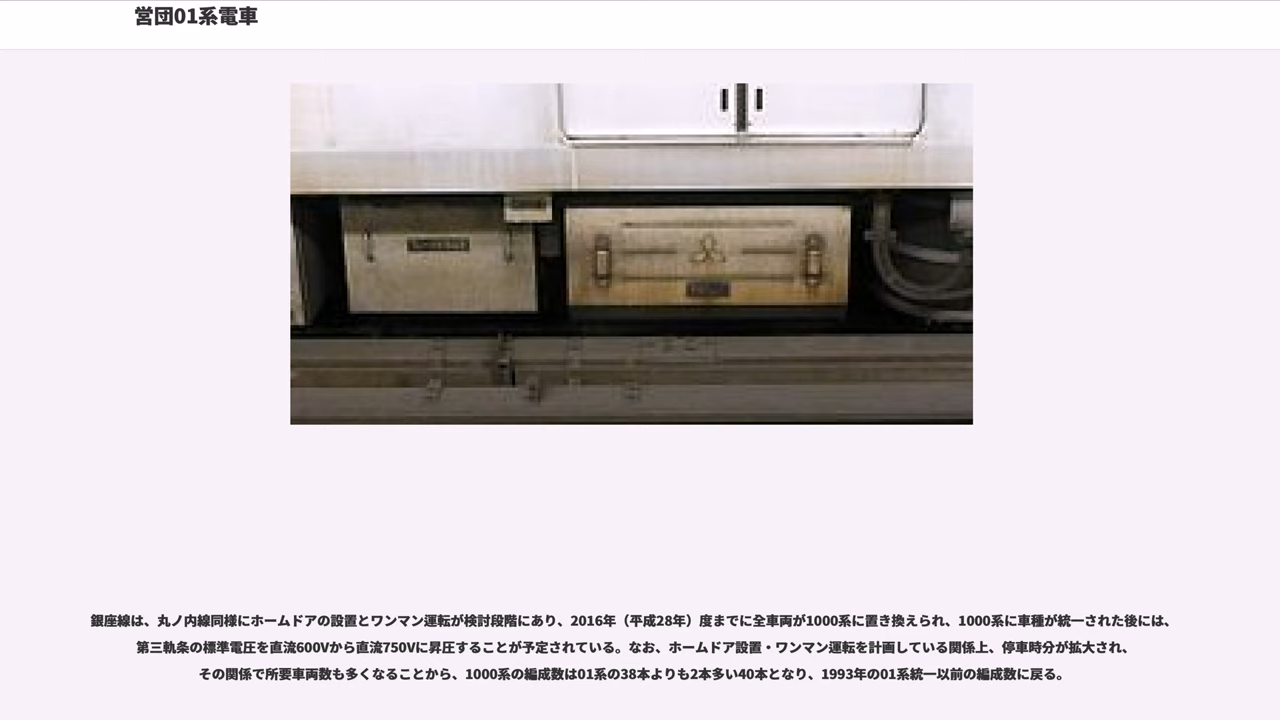 営団01系電車
銀座線は、丸ノ内線同様にホームドアの設置とワンマン運転が検討段階にあり、2016年（平成28年）度までに全車両が1000系に置き換えられ、1000系に車種が統一された後には、
第三軌条の標準電圧を直流600Vから直流750Vに昇圧することが予定されている。なお、ホームドア設置・ワンマン運転を計画している関係上、停車時分が拡大され、
その関係で所要車両数も多くなることから、1000系の編成数は01系の38本よりも2本多い40本となり、1993年の01系統一以前の編成数に戻る。